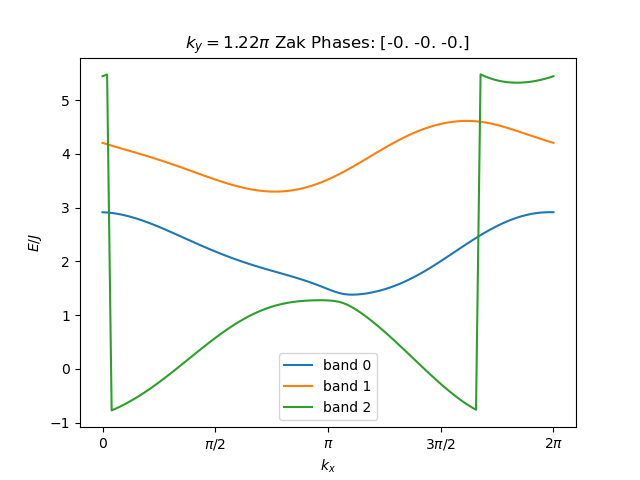 k_y = 1.22π Zak Phases: [-0. -0. -0.]
E/J
5
4
3
2
1
0
−1
band 0
band 1
band 2
0
π/2
π
3π/2
2π
k_x